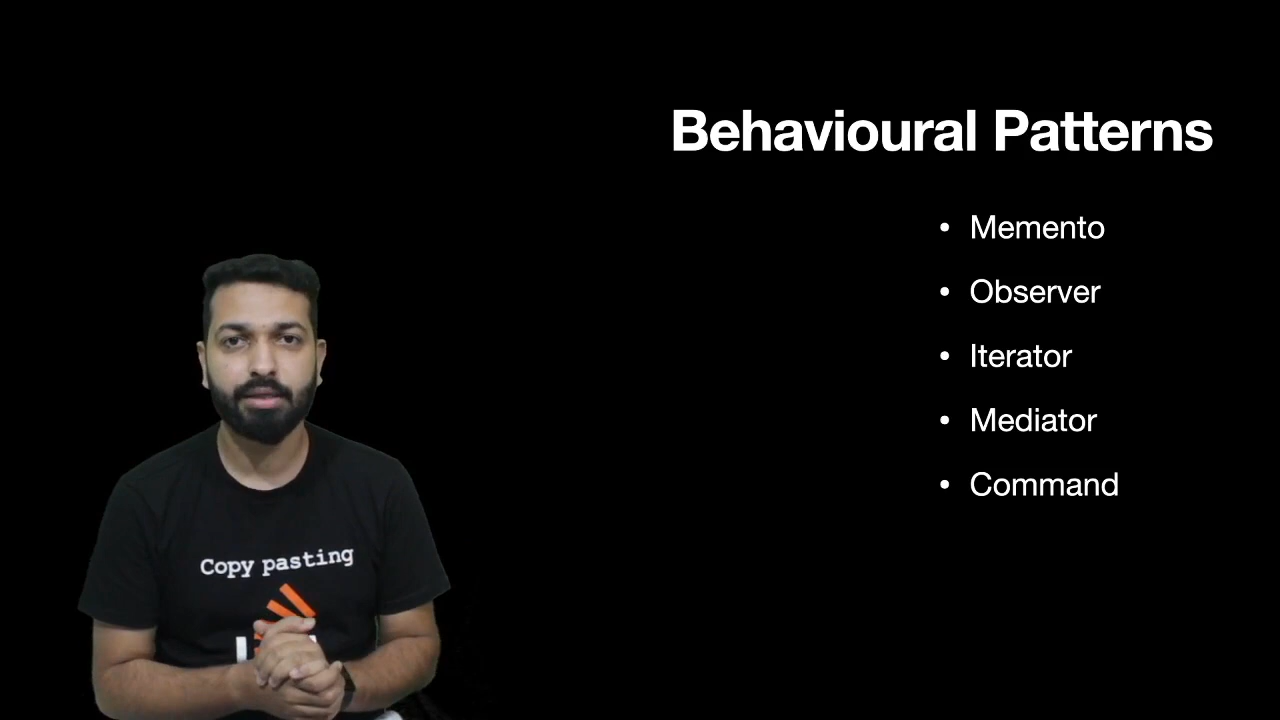 Behavioural Patterns
• Memento
• Observer
• Iterator
• Mediator
• Command
Copy pasting